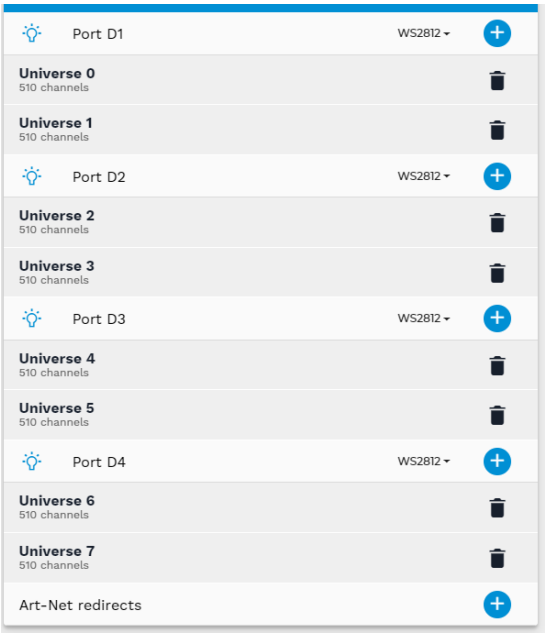 Port D1 WS2812
Universe 0
510 channels
Universe 1
510 channels
Port D2 WS2812
Universe 2
510 channels
Universe 3
510 channels
Port D3 WS2812
Universe 4
510 channels
Universe 5
510 channels
Port D4 WS2812
Universe 6
510 channels
Universe 7
510 channels
Art-Net redirects